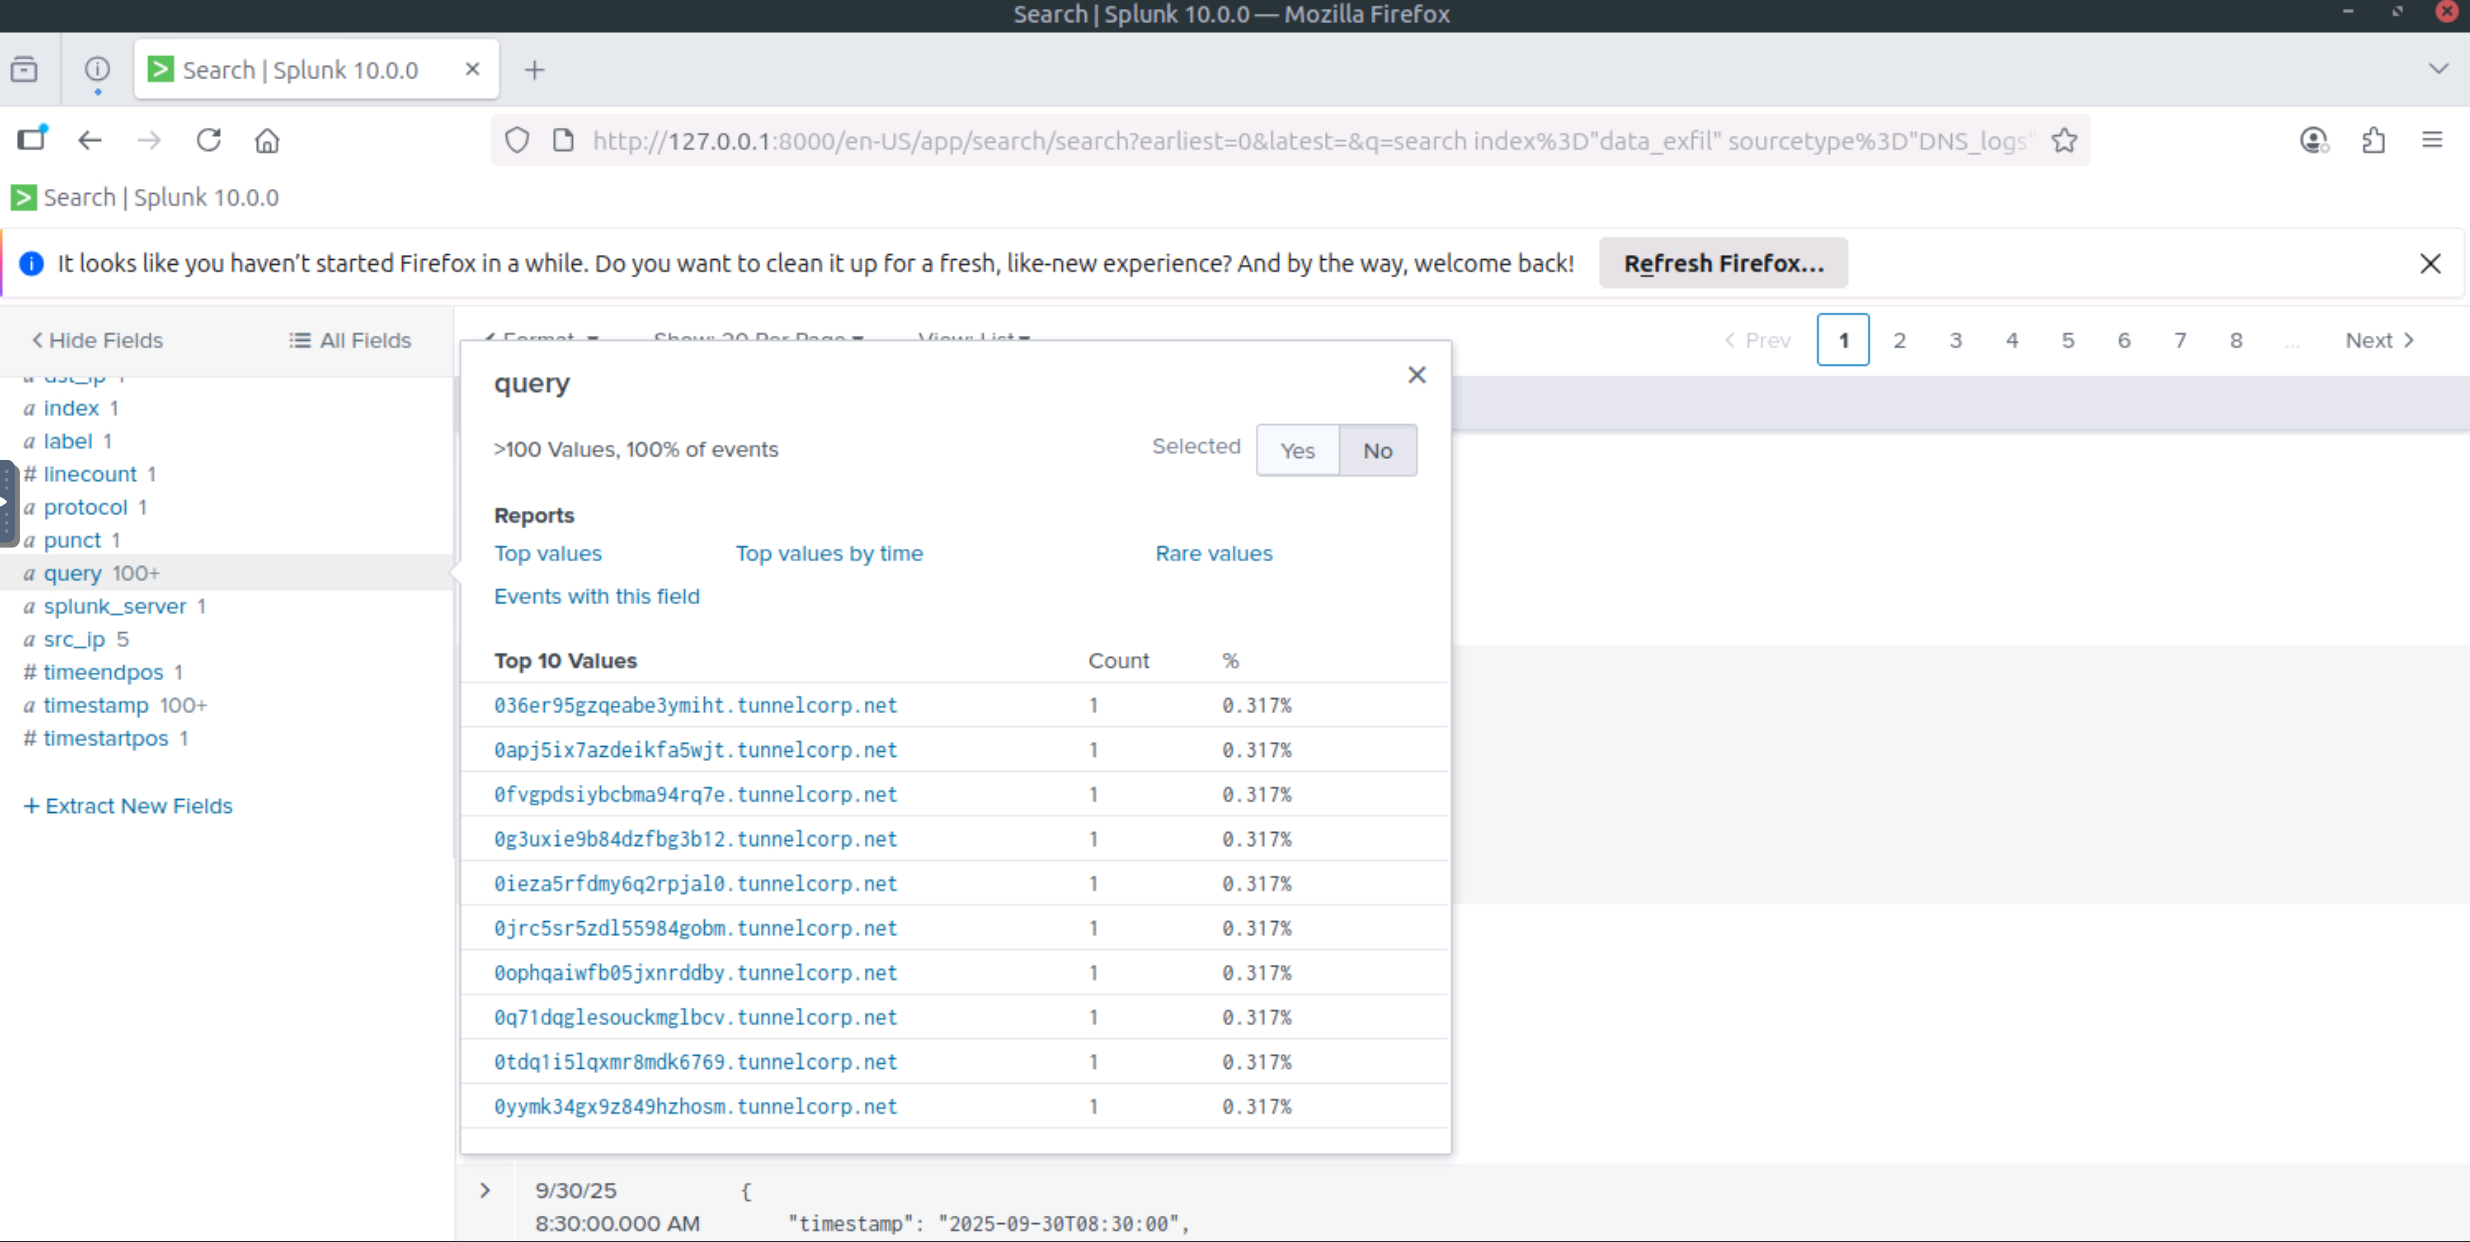 Search | Splunk 10.0.0 — Mozilla Firefox
Search | Splunk 10.0.0
http://127.0.0.1:8000/en-US/app/search/search?earliest=0&latest=&q=search index%3D"data_exfil" sourcetype%3D"DNS_logs"
Search | Splunk 10.0.0
It looks like you haven't started Firefox in a while. Do you want to clean it up for a fresh, like-new experience? And by the way, welcome back! Refresh Firefox...
Hide Fields All Fields
Format Show: 20 Per Page View: List
Prev 1 2 3 4 5 6 7 8 ... Next
a dst_ip 1
a index 1
a label 1
# linecount 1
a protocol 1
a punct 1
a query 100+
a splunk_server 1
a src_ip 5
# timeendpos 1
a timestamp 100+
# timestartpos 1
+ Extract New Fields
query
>100 Values, 100% of events Selected Yes No
Reports
Top values Top values by time Rare values
Events with this field
Top 10 Values Count %
036er95gzqeabe3ymiht.tunnelcorp.net 1 0.317%
0apj5ix7azdeikfa5wjt.tunnelcorp.net 1 0.317%
0fvgpdsiybcbma94rq7e.tunnelcorp.net 1 0.317%
0g3uxie9b84dzfbg3b12.tunnelcorp.net 1 0.317%
0ieza5rfdmy6q2rpjal0.tunnelcorp.net 1 0.317%
0jrc5sr5zdl55984gobm.tunnelcorp.net 1 0.317%
0ophqaiwfb05jxnrddby.tunnelcorp.net 1 0.317%
0q71dqglesouckmglbcv.tunnelcorp.net 1 0.317%
0tdq1i5lqxmr8mdk6769.tunnelcorp.net 1 0.317%
0yymk34gx9z849hzhosm.tunnelcorp.net 1 0.317%
9/30/25 {
8:30:00.000 AM "timestamp": "2025-09-30T08:30:00",